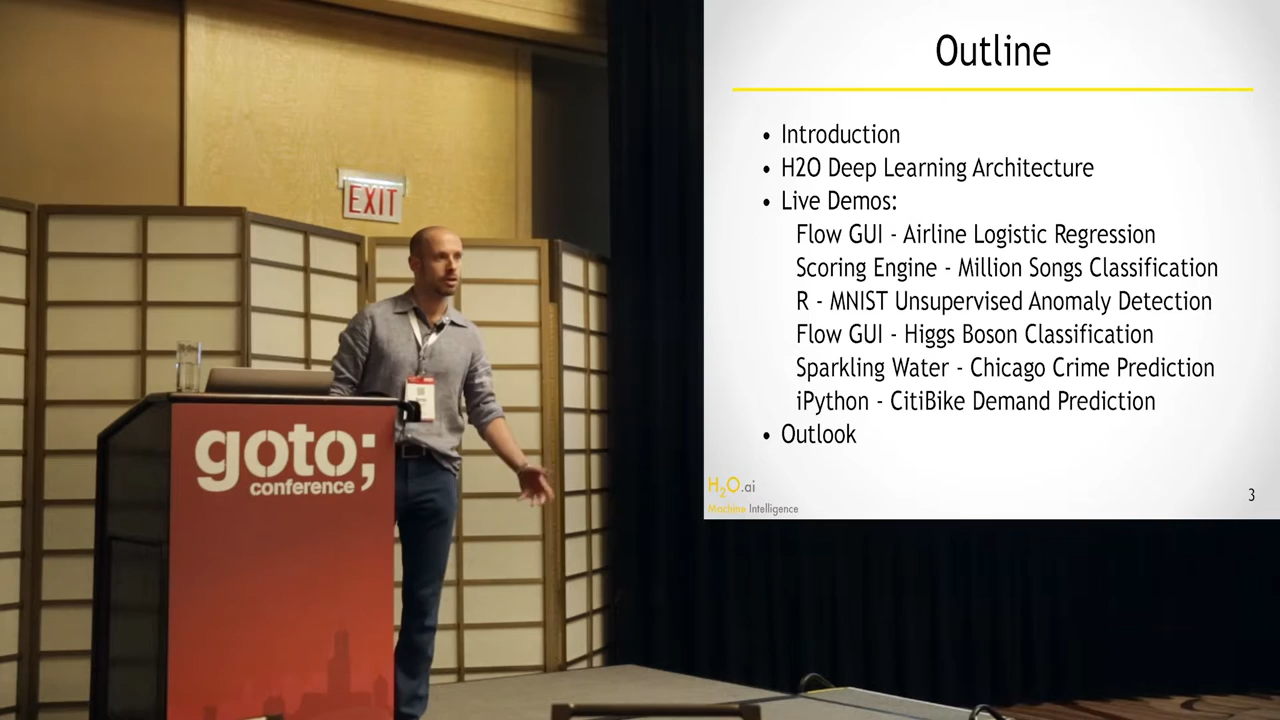 EXIT
goto;
conference
Outline
• Introduction
• H2O Deep Learning Architecture
• Live Demos:
Flow GUI - Airline Logistic Regression
Scoring Engine - Million Songs Classification
R - MNIST Unsupervised Anomaly Detection
Flow GUI - Higgs Boson Classification
Sparkling Water - Chicago Crime Prediction
iPython - CitiBike Demand Prediction
• Outlook
H2O.ai
Machine Intelligence
3